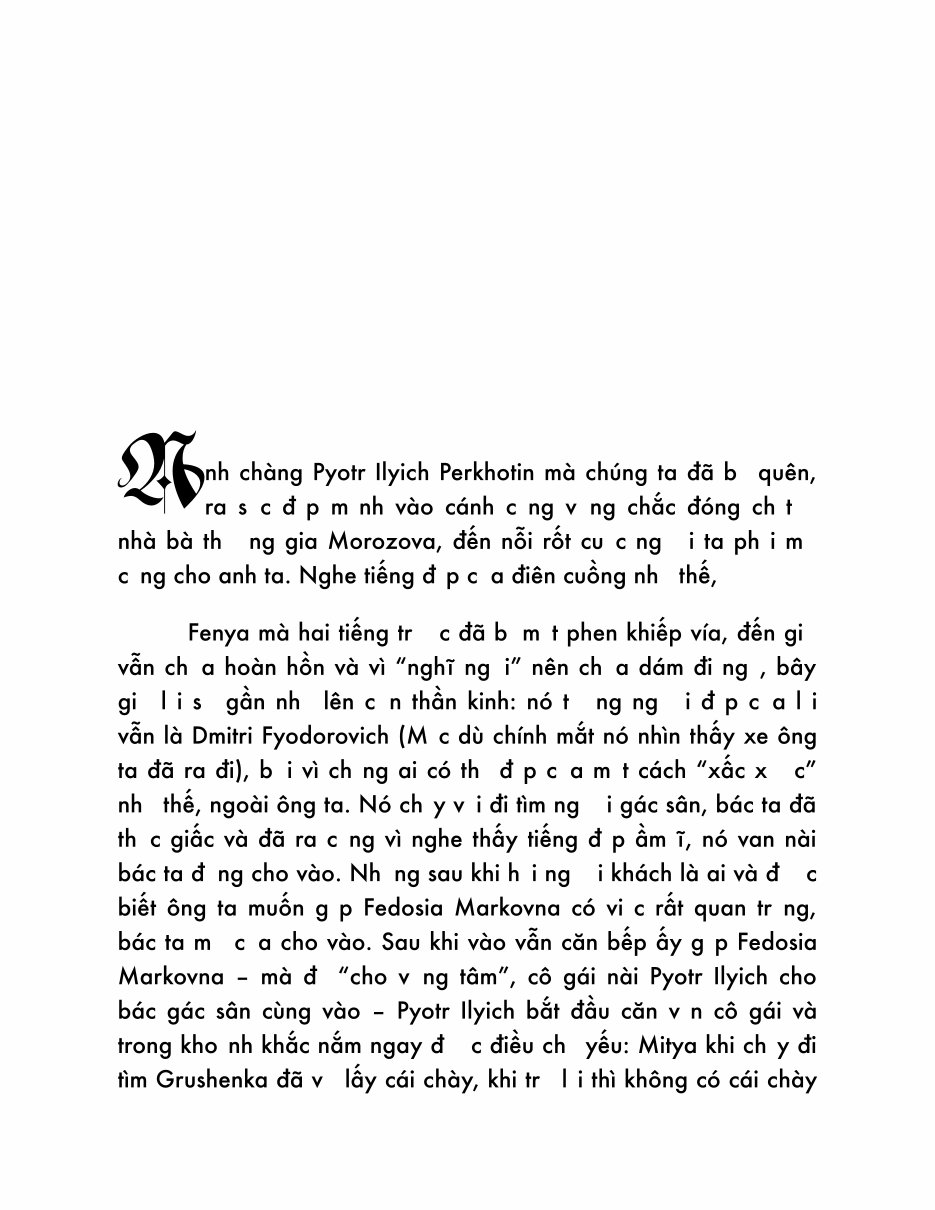 Anh chàng Pyotr Ilyich Perkhotin mà chúng ta đã b quên,
ra s c đ p m nh vào cánh c ng v ng chắc đóng ch t
nhà bà th ng gia Morozova, đến nỗi rốt cu c ng i ta ph i m
c ng cho anh ta. Nghe tiếng đ p c a điên cuồng nh thế,
Fenya mà hai tiếng tr c đã b m t phen khiếp vía, đến gi
vẫn ch a hoàn hồn và vì “nghĩ ng i” nên ch a dám đi ng , bây
gi l i s gần nh lên c n thần kinh: nó t ng ng i đ p c a l i
vẫn là Dmitri Fyodorovich (M c dù chính mắt nó nhìn thấy xe ông
ta đã ra đi), b i vì ch ng ai có th đ p c a m t cách “xấc x c”
nh thế, ngoài ông ta. Nó ch y v i đi tìm ng i gác sân, bác ta đã
th c giấc và đã ra c ng vì nghe thấy tiếng đ p ầm ĩ, nó van nài
bác ta đ ng cho vào. Nh ng sau khi h i ng i khách là ai và đ c
biết ông ta muốn g p Fedosia Markovna có vi c rất quan tr ng,
bác ta m c a cho vào. Sau khi vào vẫn căn bếp ấy g p Fedosia
Markovna – mà đ “cho v ng tâm”, cô gái nài Pyotr Ilyich cho
bác gác sân cùng vào – Pyotr Ilyich bắt đầu căn v n cô gái và
trong kho nh khắc nắm ngay đ c điều ch yếu: Mitya khi ch y đi
tìm Grushenka đã v lấy cái chày, khi tr l i thì không có cái chày